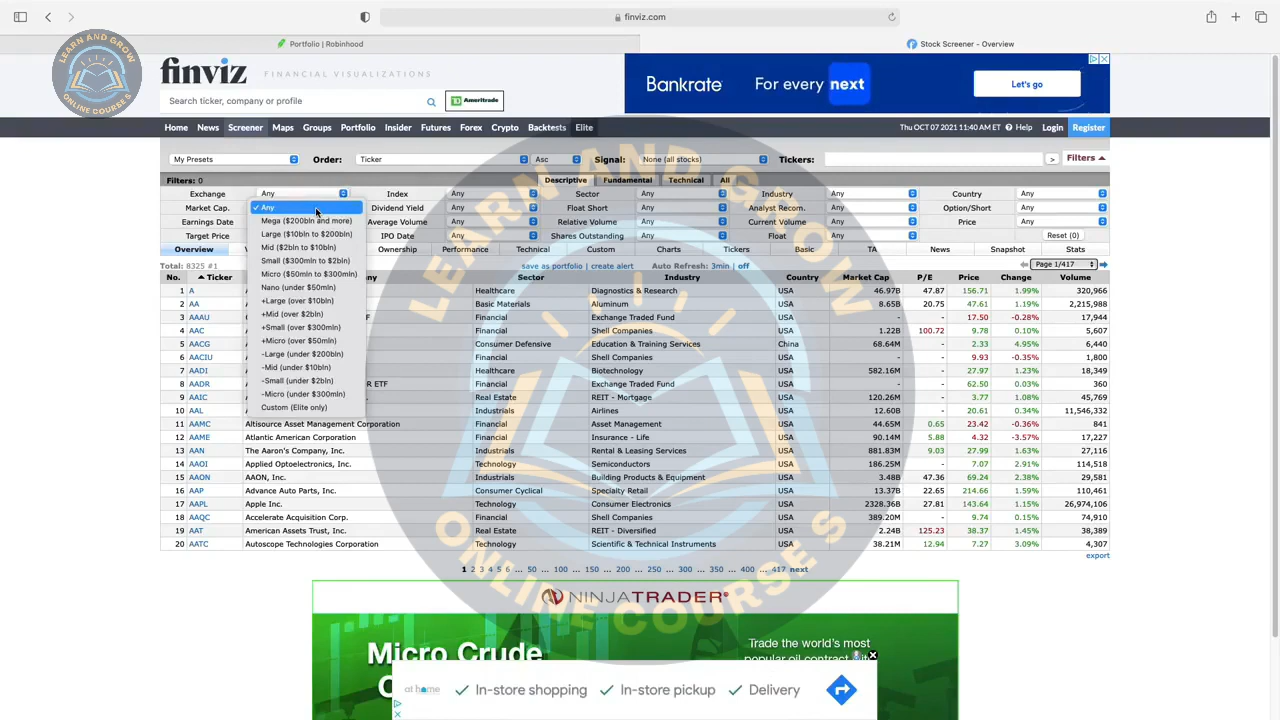 finviz.com
Portfolio | Robinhood
Stock Screener - Overview
LEARN AND GROW
ONLINE COURSES
finviz FINANCIAL VISUALIZATIONS
Search ticker, company or profile
Ameritrade
Bankrate For every next Let's go
Home News Screener Maps Groups Portfolio Insider Futures Forex Crypto Backtests Elite Thu OCT 07 2021 11:40 AM ET Help Login Register
My Presets Order: Ticker Asc Signal: None (all stocks) Tickers: > Filters
Filters: 0 Descriptive Fundamental Technical All
Exchange Any Index Any Sector Any Industry Any Country Any
Market Cap. Dividend Yield Any Float Short Any Analyst Recom. Any Option/Short Any
Earnings Date Average Volume Any Relative Volume Any Current Volume Any Price Any
Target Price IPO Date Any Shares Outstanding Any Float Any Reset (0)
Any
Mega ($200bln and more)
Large ($10bln to $200bln)
Mid ($2bln to $10bln)
Small ($300mln to $2bln)
Micro ($50mln to $300mln)
Nano (under $50mln)
+Large (over $10bln)
+Mid (over $2bln)
+Small (over $300mln)
+Micro (over $50mln)
-Large (under $200bln)
-Mid (under $10bln)
-Small (under $2bln)
-Micro (under $300mln)
Custom (Elite only)
Overview Ownership Performance Technical Custom Charts Tickers Basic TA News Snapshot Stats
Total: 8325 #1 save as portfolio | create alert Auto Refresh: 3min | off Page 1/417
No. Ticker Sector Industry Country Market Cap P/E Price Change Volume
1 A Healthcare Diagnostics & Research USA 46.97B 47.87 156.71 1.99% 320,966
2 AA Basic Materials Aluminum USA 8.65B 20.75 47.61 1.19% 2,215,988
3 AAAU Financial Exchange Traded Fund USA - - 17.50 -0.28% 17,944
4 AAC Financial Shell Companies USA 1.22B 100.72 9.78 0.10% 5,607
5 AACG Consumer Defensive Education & Training Services China 68.64M - 2.33 4.95% 6,440
6 AACIU Financial Shell Companies USA - - 9.93 -0.35% 1,800
7 AADI Healthcare Biotechnology USA 582.16M - 27.97 1.23% 18,349
8 AADR ER ETF Financial Exchange Traded Fund USA - - 62.50 0.03% 360
9 AAIC Real Estate REIT - Mortgage USA 120.26M - 3.77 1.08% 45,769
10 AAL Industrials Airlines USA 12.60B - 20.61 0.34% 11,546,332
11 AAMC Altisource Asset Management Corporation Financial Asset Management USA 44.65M 0.65 23.42 -0.36% 841
12 AAME Atlantic American Corporation Financial Insurance - Life USA 90.14M 5.88 4.32 -3.57% 17,227
13 AAN The Aaron's Company, Inc. Industrials Rental & Leasing Services USA 881.83M 9.03 27.99 1.63% 27,116
14 AAOI Applied Optoelectronics, Inc. Technology Semiconductors USA 186.25M - 7.07 2.91% 114,518
15 AAON AAON, Inc. Industrials Building Products & Equipment USA 3.48B 47.36 69.24 2.38% 29,581
16 AAP Advance Auto Parts, Inc. Consumer Cyclical Specialty Retail USA 13.37B 22.65 214.66 1.59% 110,461
17 AAPL Apple Inc. Technology Consumer Electronics USA 2328.36B 27.81 143.64 1.15% 26,974,106
18 AAQC Accelerate Acquisition Corp. Financial Shell Companies USA 389.20M - 9.74 0.15% 74,910
19 AAT American Assets Trust, Inc. Real Estate REIT - Diversified USA 2.24B 125.23 38.37 1.45% 38,389
20 AATC Autoscope Technologies Corporation Technology Scientific & Technical Instruments USA 38.21M 12.94 7.27 3.09% 4,307
export
1 2 3 4 5 6 ... 50 ... 100 ... 150 ... 200 ... 250 ... 300 ... 350 ... 400 ... 417 next
LEARN AND GROW
ONLINE COURSES
NINJATRADER®
Micro Crude
Trade the world's most
popular oil contract
at home In-store shopping In-store pickup Delivery